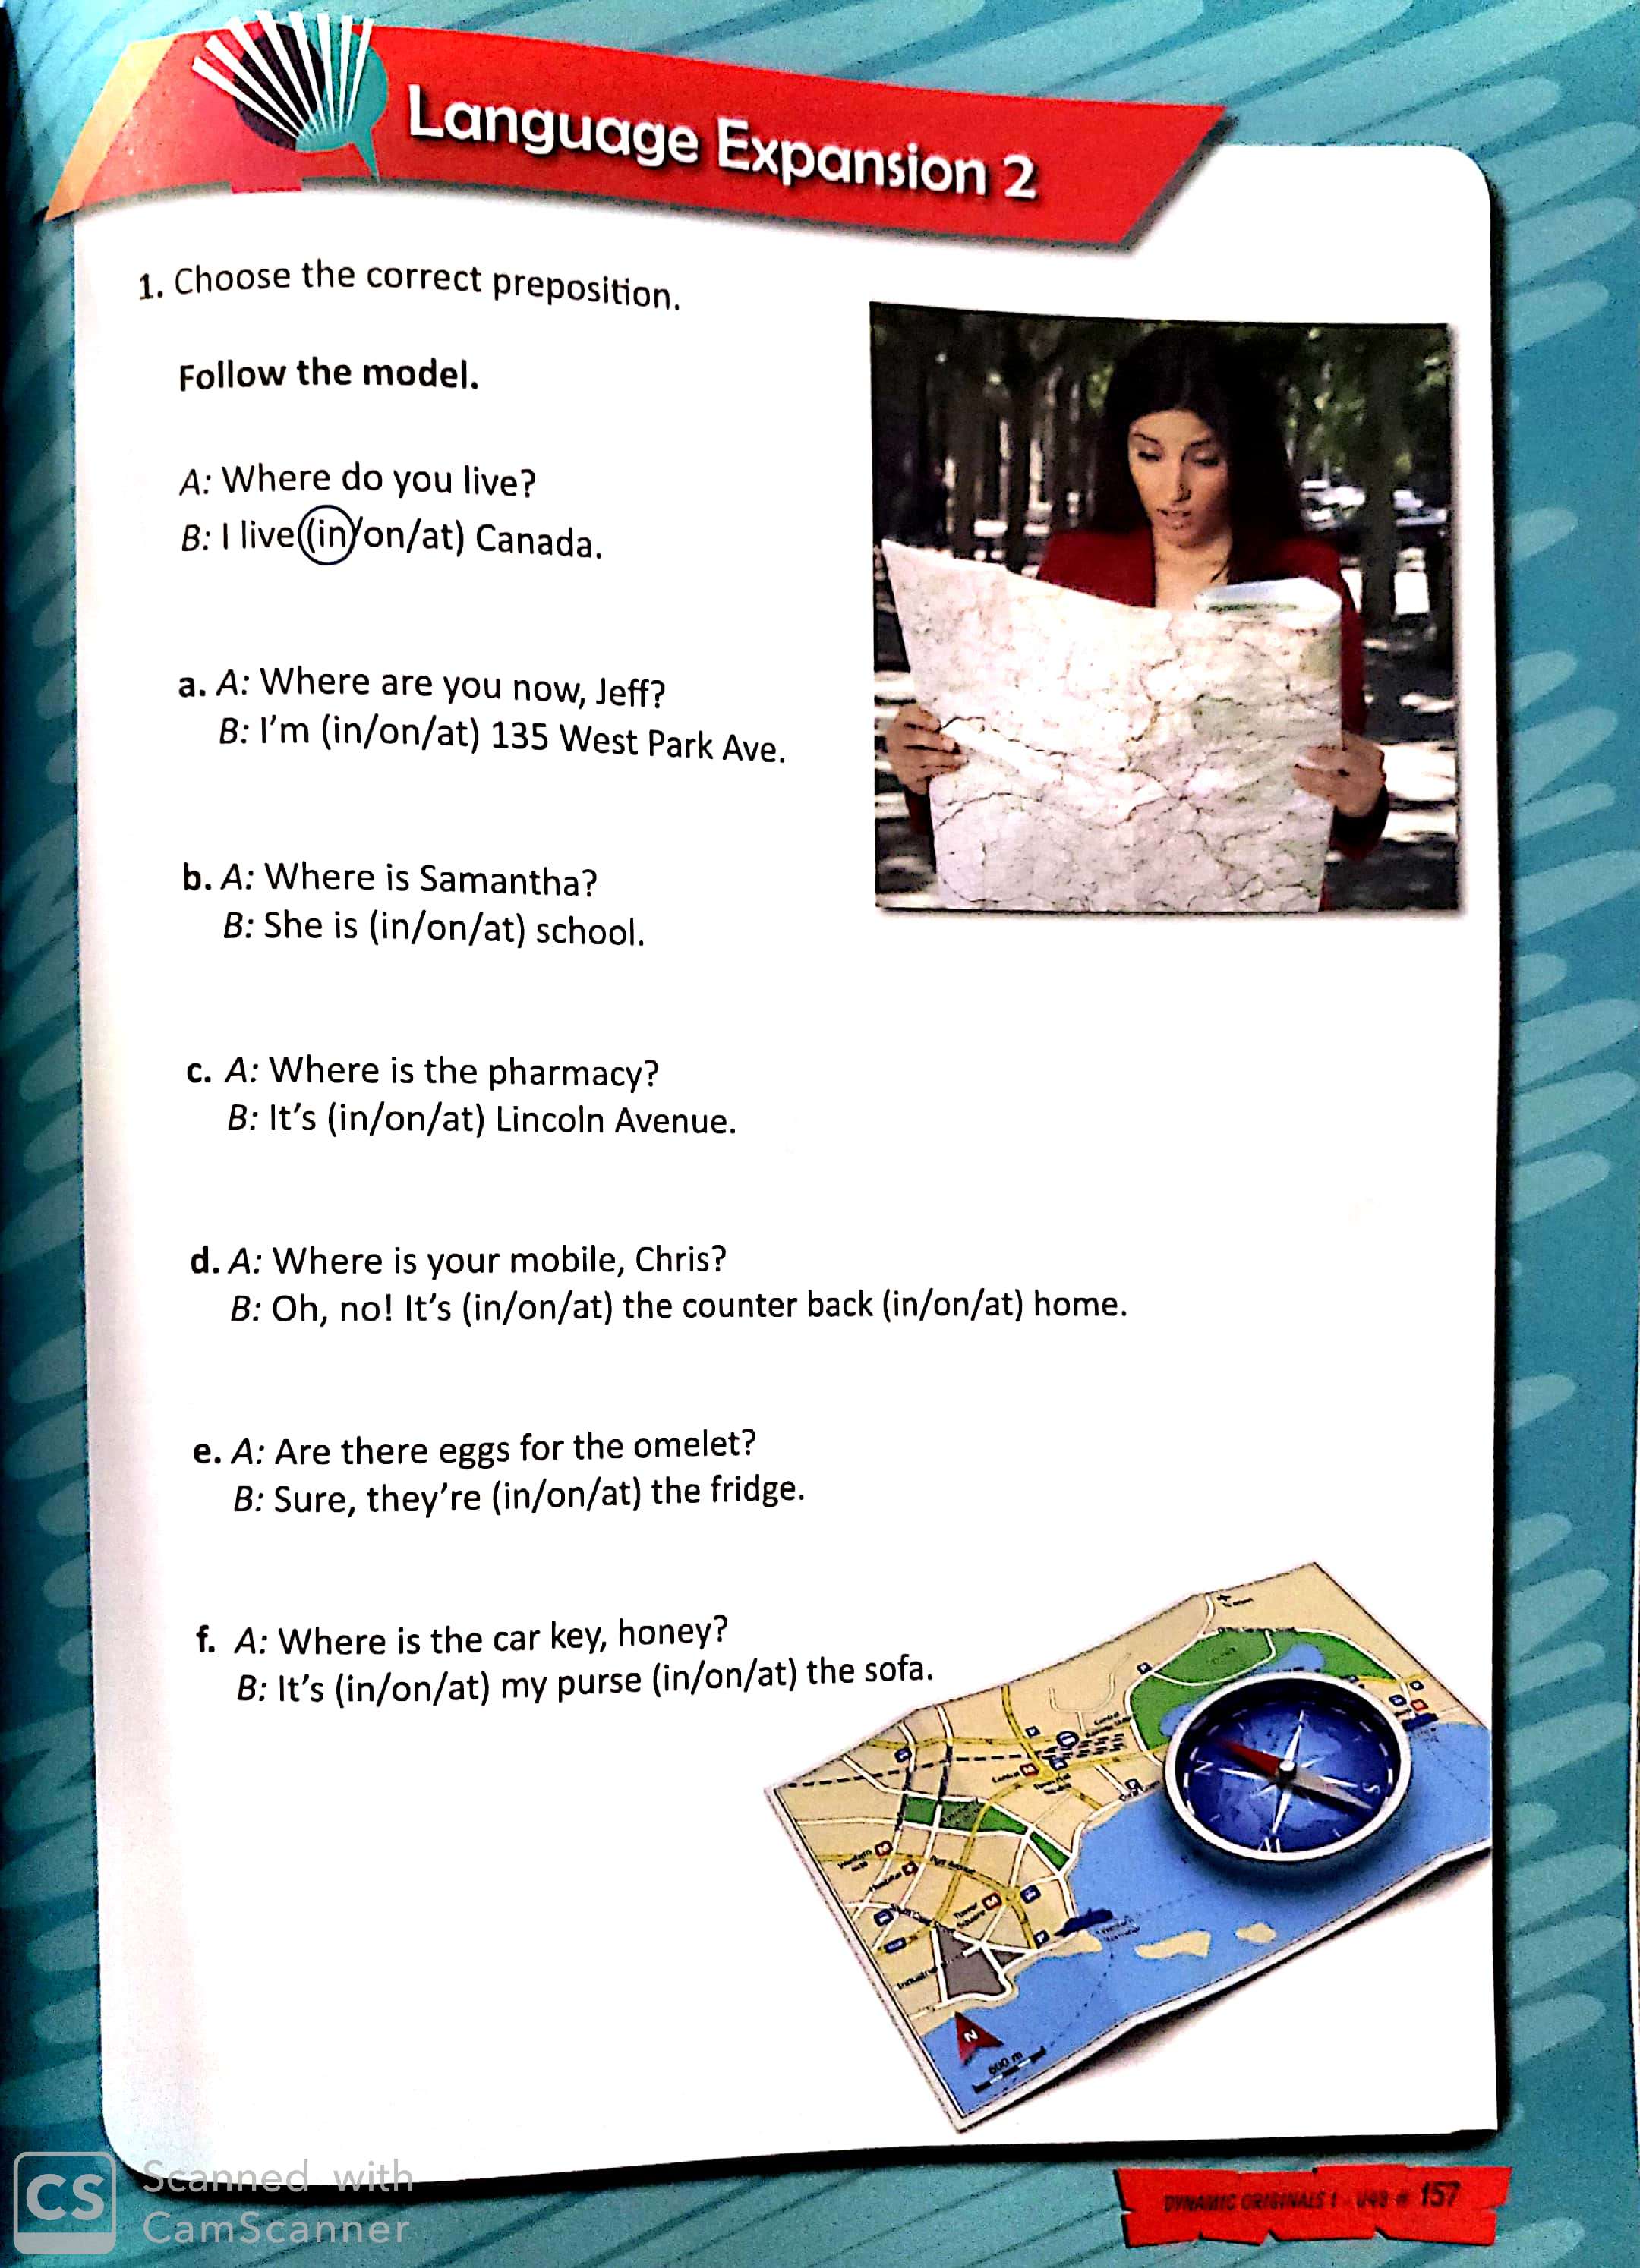 Language Expansion 2
1. Choose the correct preposition.
Follow the model.
A: Where do you live?
B: I live (in/on/at) Canada.
a. A: Where are you now, Jeff?
B: I'm (in/on/at) 135 West Park Ave.
b. A: Where is Samantha?
B: She is (in/on/at) school.
c. A: Where is the pharmacy?
B: It's (in/on/at) Lincoln Avenue.
d. A: Where is your mobile, Chris?
B: Oh, no! It's (in/on/at) the counter back (in/on/at) home.
e. A: Are there eggs for the omelet?
B: Sure, they're (in/on/at) the fridge.
f. A: Where is the car key, honey?
B: It's (in/on/at) my purse (in/on/at) the sofa.
Central
Tower
Square
N
S
N
600 m
DYNAMIC ORIGINALS 1 - U49 157
CS Scanned with
CamScanner